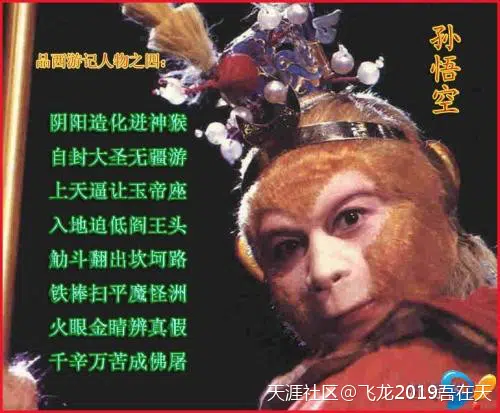 品西游记人物之四:
孙悟空
阴阳造化迸神猴
自封大圣无疆游
上天逼让玉帝座
入地迫低阎王头
觔斗翻出坎坷路
铁棒扫平魔怪洲
火眼金睛辨真假
千辛万苦成佛屠
天涯社区@飞龙2019吾在天